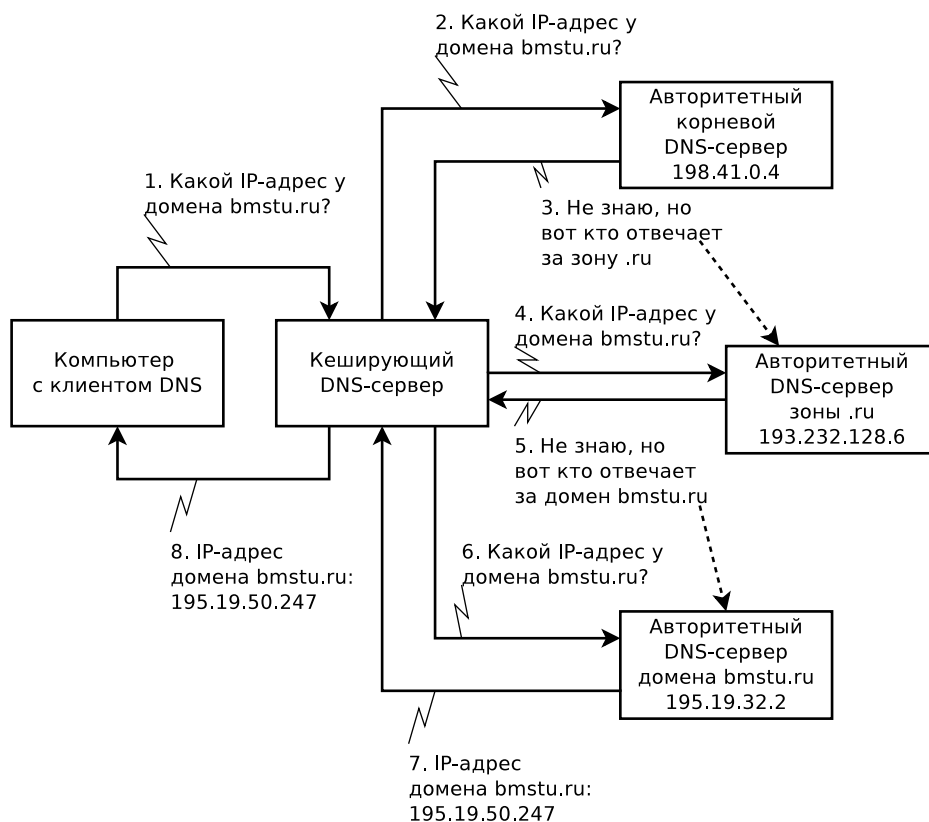 2. Какой IP-адрес у
домена bmstu.ru?
Авторитетный
корневой
DNS-сервер
198.41.0.4
1. Какой IP-адрес у
домена bmstu.ru?
3. Не знаю, но
вот кто отвечает
за зону .ru
4. Какой IP-адрес у
домена bmstu.ru?
Компьютер
с клиентом DNS
Кеширующий
DNS-сервер
Авторитетный
DNS-сервер
зоны .ru
193.232.128.6
5. Не знаю, но
вот кто отвечает
за домен bmstu.ru
8. IP-адрес
домена bmstu.ru:
195.19.50.247
6. Какой IP-адрес у
домена bmstu.ru?
Авторитетный
DNS-сервер
домена bmstu.ru
195.19.32.2
7. IP-адрес
домена bmstu.ru:
195.19.50.247